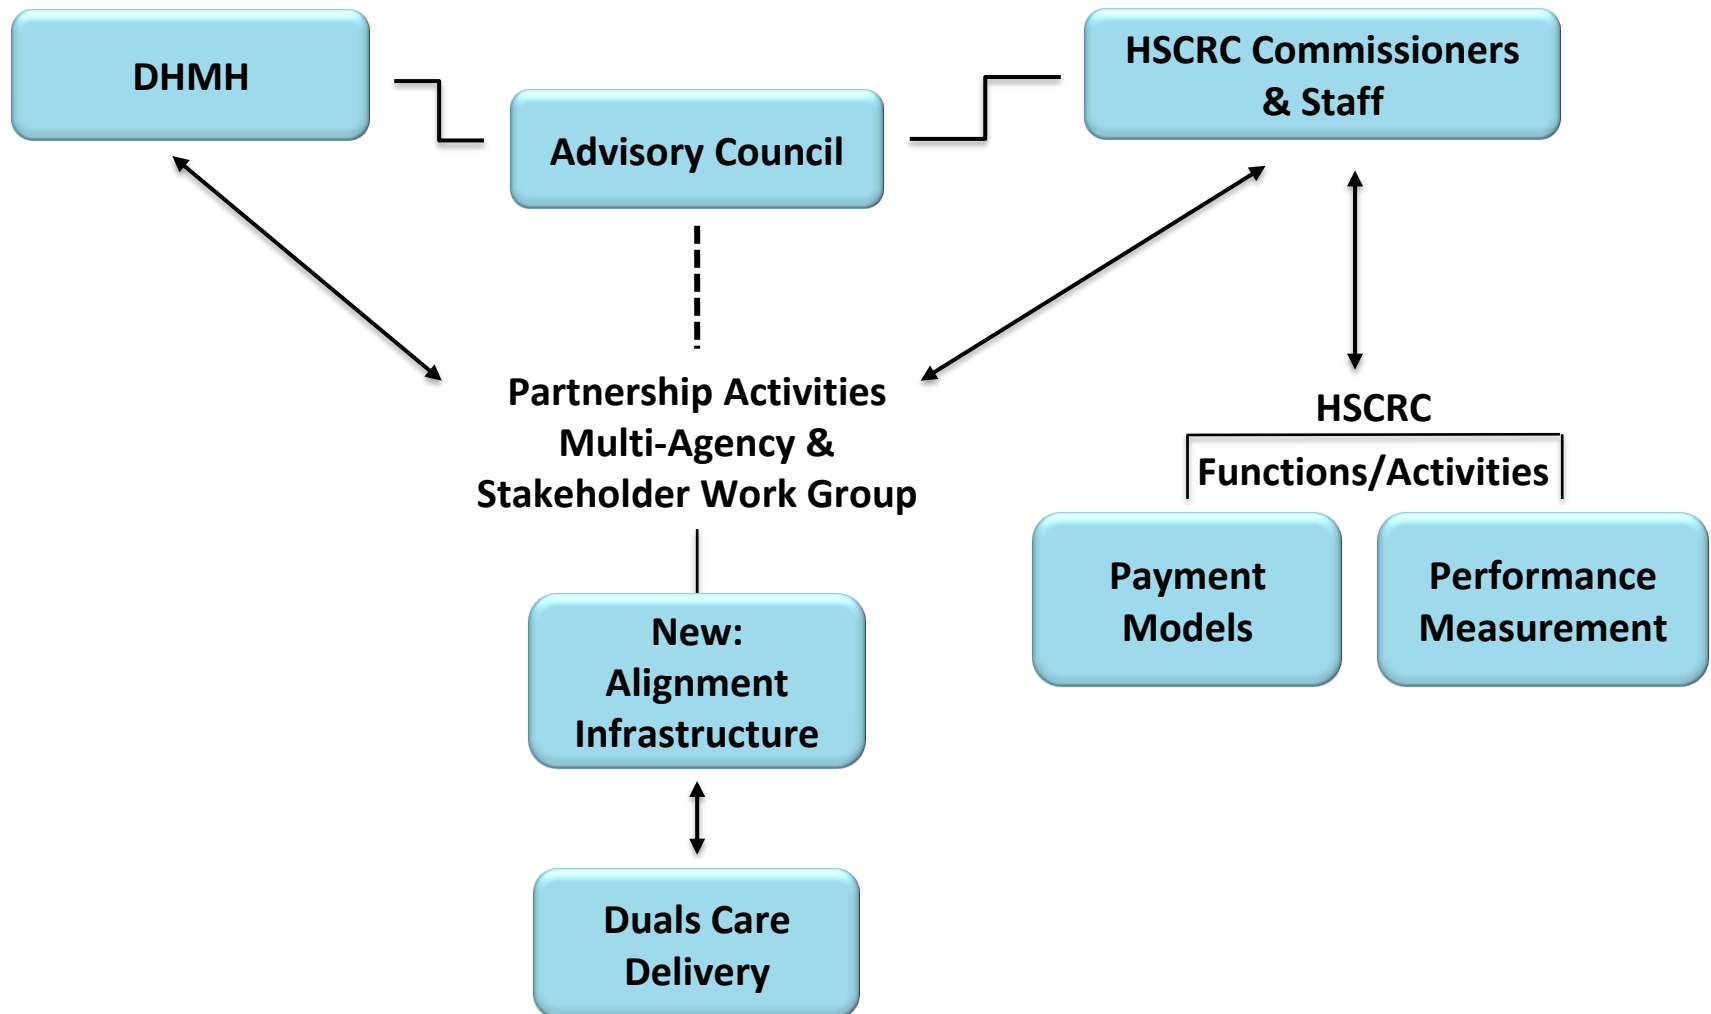 DHMH
HSCRC Commissioners
& Staff
Advisory Council
Partnership Activities
Multi-Agency &
Stakeholder Work Group
HSCRC
Functions/Activities
Payment
Models
Performance
Measurement
New:
Alignment
Infrastructure
Duals Care
Delivery